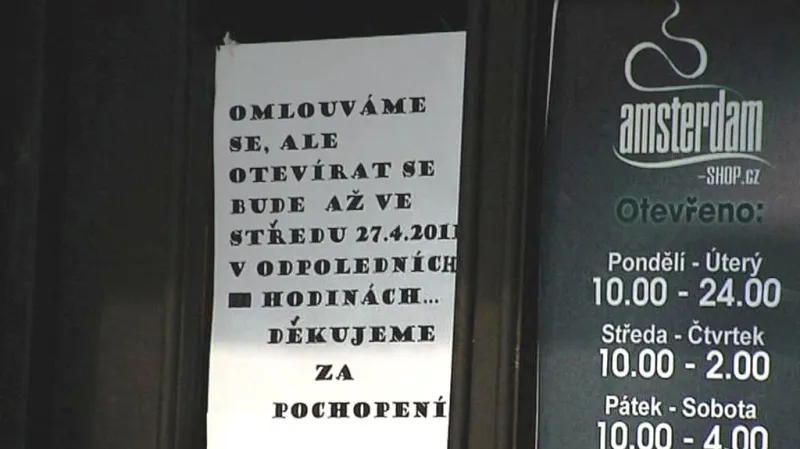 OMLOUVÁME
SE, ALE
OTEVÍRAT SE
BUDE AŽ VE
STŘEDU 27.4.2011
V ODPOLEDNÍCH
HODINÁCH...
DĚKUJEME
ZA
POCHOPENÍ
amsterdam
-SHOP.cz
Otevřeno:
Pondělí - Úterý
10.00 - 24.00
Středa - Čtvrtek
10.00 - 2.00
Pátek - Sobota
10.00 - 4.00